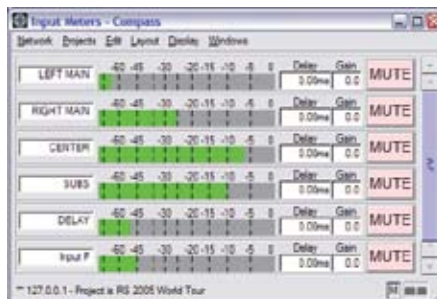 Input Meters - Compass
Network Projects Edit Layout Display Windows
LEFT MAIN -60 -45 -30 -20 -15 -10 -5 0 Delay Gain MUTE
0.00ms 0.0
RIGHT MAIN -60 -45 -30 -20 -15 -10 -5 0 Delay Gain MUTE
0.00ms 0.0
CENTER -60 -45 -30 -20 -15 -10 -5 0 Delay Gain MUTE
0.00ms 0.0
SUBS -60 -45 -30 -20 -15 -10 -5 0 Delay Gain MUTE
0.00ms 0.0
DELAY -60 -45 -30 -20 -15 -10 -5 0 Delay Gain MUTE
0.00ms 0.0
Input F -60 -45 -30 -20 -15 -10 -5 0 Delay Gain MUTE
0.00ms 0.0
** 127.0.0.1 - Project is RS 2005 World Tour